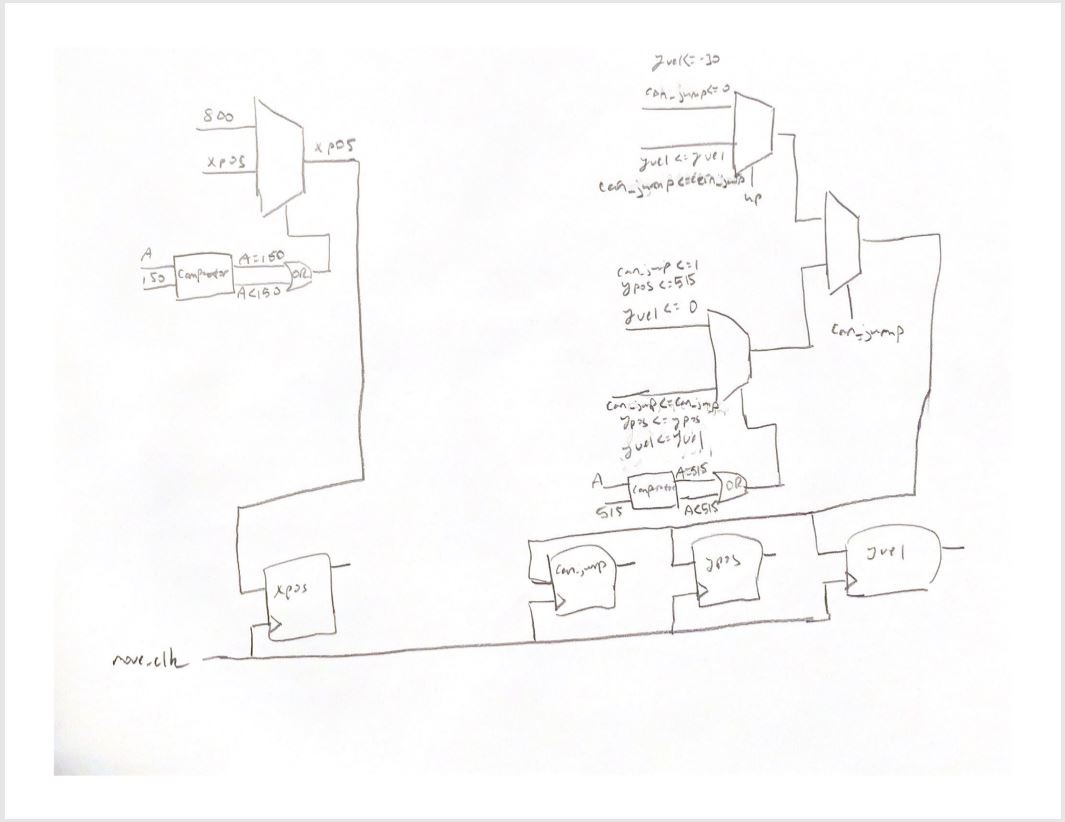 800
xpos
xpos
A
150
Comparator
A=150
A<150
OR
yvel<=-10
can_jump<=0
yvel <= yvel
can_jump<=can_jump
up
can_jump <=1
ypos <=515
yvel <= 0
can_jump
can_jump<=can_jump
ypos <= ypos
yvel <= yvel
A
515
Comparator
A=515
A<515
OR
xpos
can_jump
ypos
yvel
move_clk